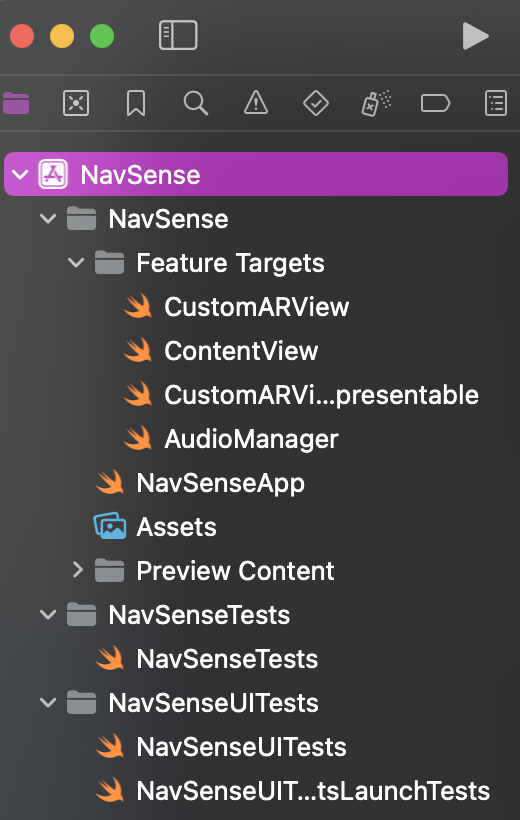 NavSense
NavSense
Feature Targets
CustomARView
ContentView
CustomARVi...presentable
AudioManager
NavSenseApp
Assets
Preview Content
NavSenseTests
NavSenseTests
NavSenseUITests
NavSenseUITests
NavSenseUIT...tsLaunchTests